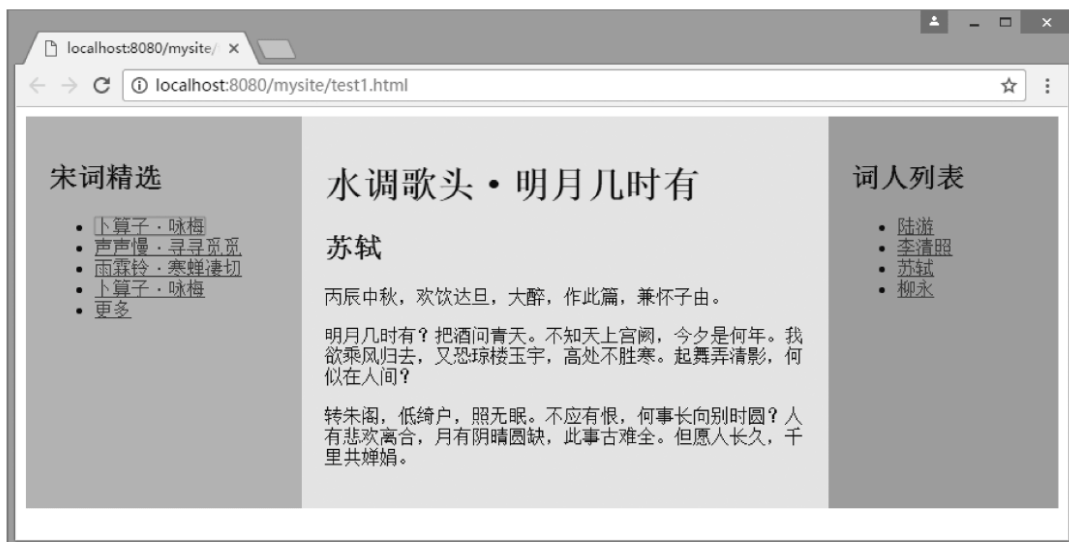 localhost:8080/mysite/
localhost:8080/mysite/test1.html
宋词精选
卜算子·咏梅
声声慢·寻寻觅觅
雨霖铃·寒蝉凄切
卜算子·咏梅
更多
水调歌头·明月几时有
苏轼
丙辰中秋，欢饮达旦，大醉，作此篇，兼怀子由。
明月几时有？把酒问青天。不知天上宫阙，今夕是何年。我
欲乘风归去，又恐琼楼玉宇，高处不胜寒。起舞弄清影，何
似在人间？
转朱阁，低绮户，照无眠。不应有恨，何事长向别时圆？人
有悲欢离合，月有阴晴圆缺，此事古难全。但愿人长久，千
里共婵娟。
词人列表
陆游
李清照
苏轼
柳永